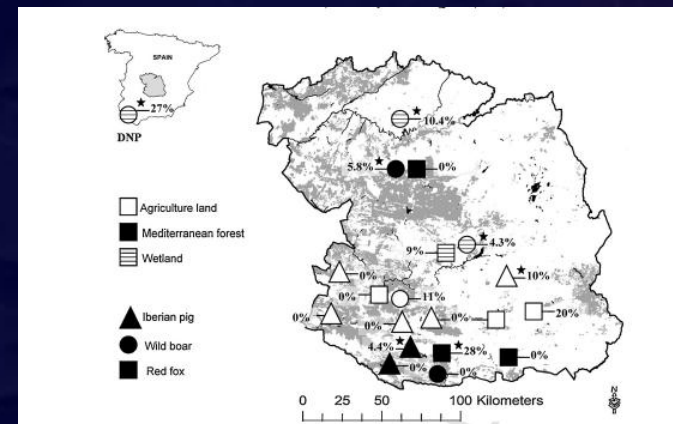 SPAIN
27%
DNP
10.4%
5.8%
0%
Agriculture land
Mediterranean forest
Wetland
9%
4.3%
0%
10%
0%
11%
0%
0%
0%
20%
Iberian pig
Wild boar
Red fox
4.4%
28%
0%
0%
0%
0 25 50 100 Kilometers
N